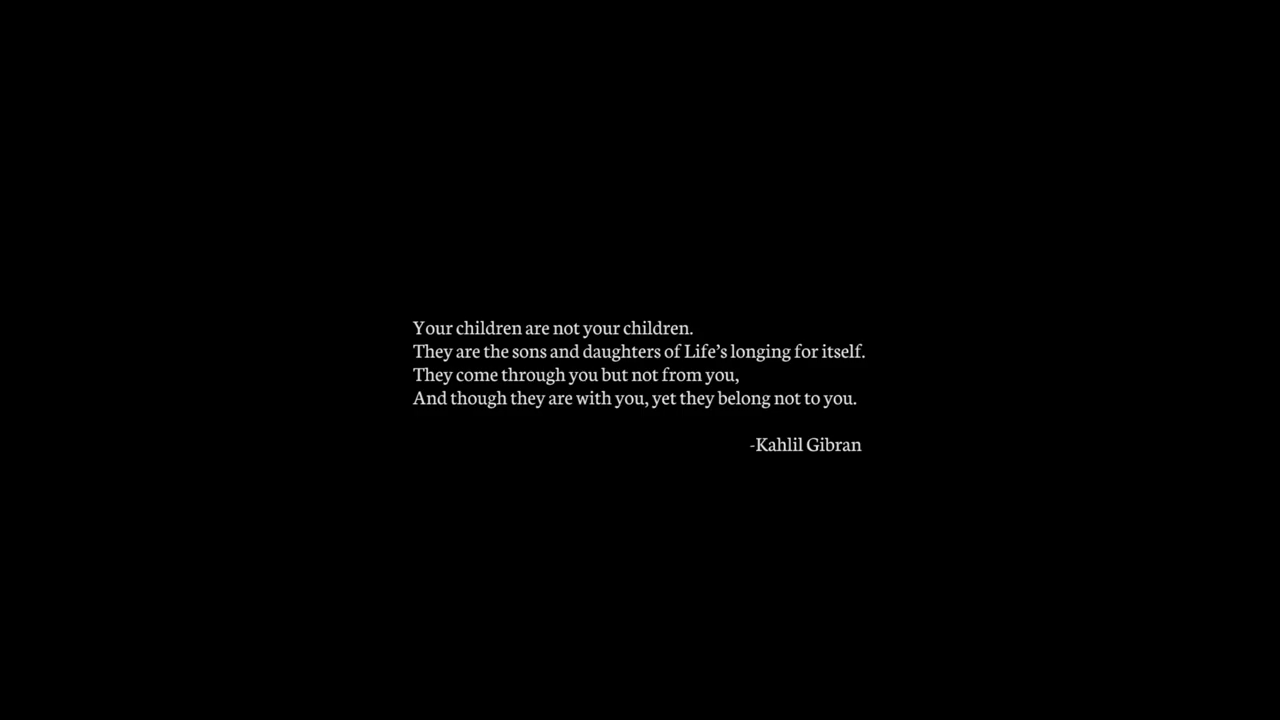 Your children are not your children.
They are the sons and daughters of Life’s longing for itself.
They come through you but not from you,
And though they are with you, yet they belong not to you.
-Kahlil Gibran